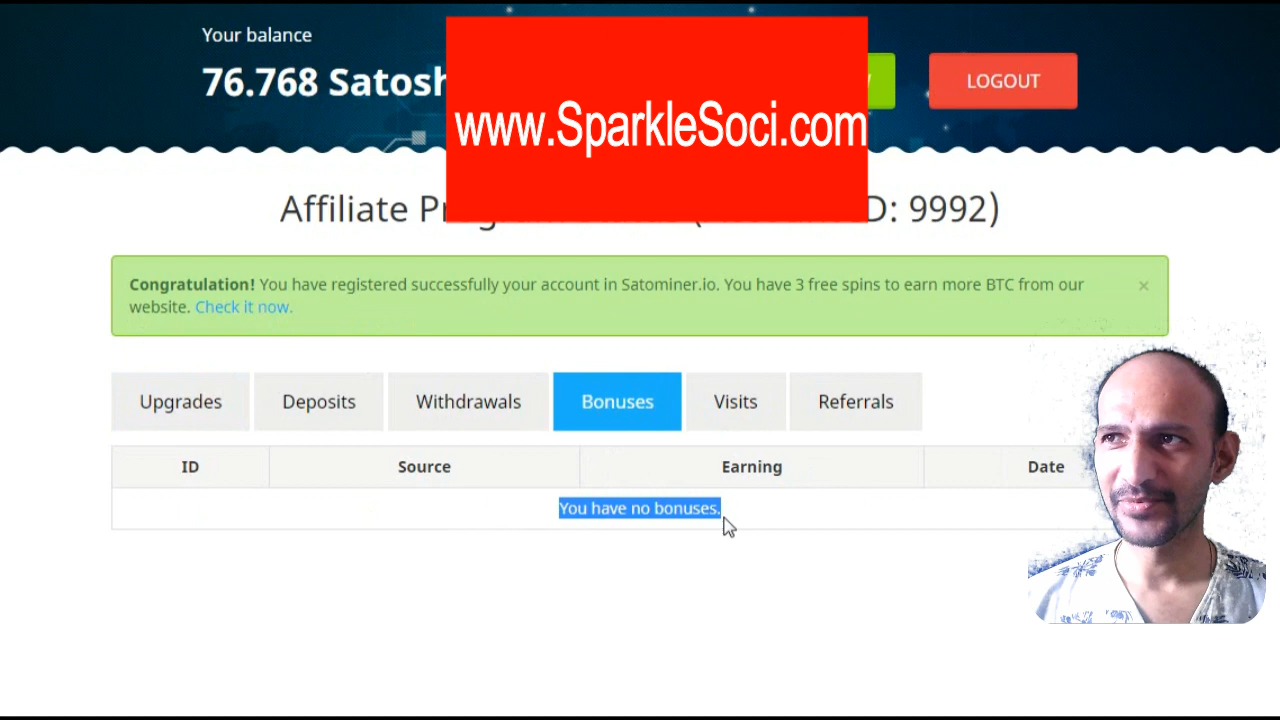 Your balance
76.768 Satosh
www.SparkleSoci.com
LOGOUT
Affiliate D: 9992)
Congratulation! You have registered successfully your account in Satominer.io. You have 3 free spins to earn more BTC from our
website. Check it now.
×
Upgrades Deposits Withdrawals Bonuses Visits Referrals
ID Source Earning Date
You have no bonuses.